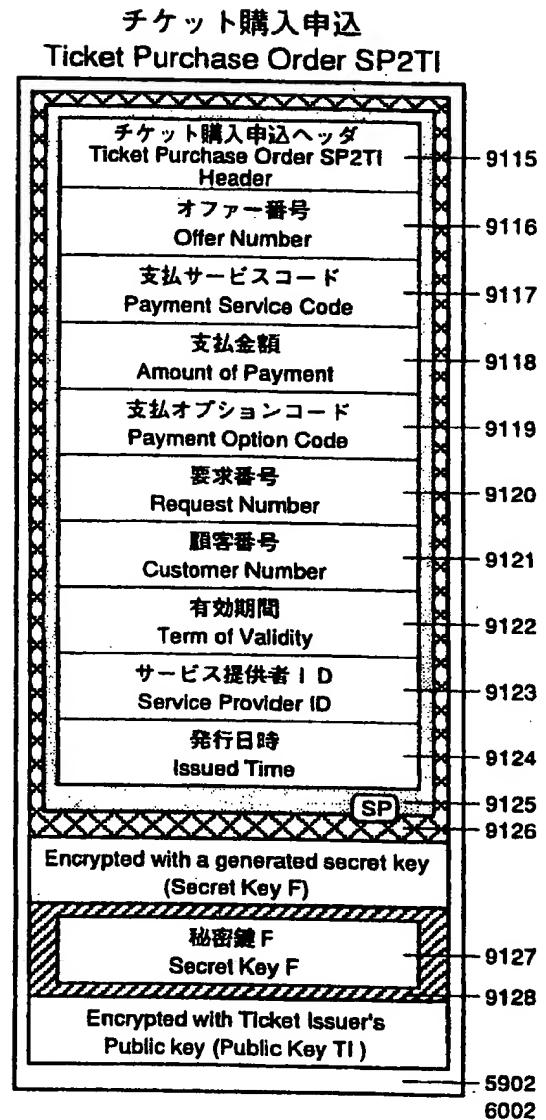 チケット購入申込
Ticket Purchase Order SP2TI
チケット購入申込ヘッダ
Ticket Purchase Order SP2TI
Header
9115
オファー番号
Offer Number
9116
支払サービスコード
Payment Service Code
9117
支払金額
Amount of Payment
9118
支払オプションコード
Payment Option Code
9119
要求番号
Request Number
9120
顧客番号
Customer Number
9121
有効期間
Term of Validity
9122
サービス提供者ID
Service Provider ID
9123
発行日時
Issued Time
9124
SP
9125
9126
Encrypted with a generated secret key
(Secret Key F)
秘密鍵F
Secret Key F
9127
9128
Encrypted with Ticket Issuer's
Public key (Public Key TI )
5902
6002